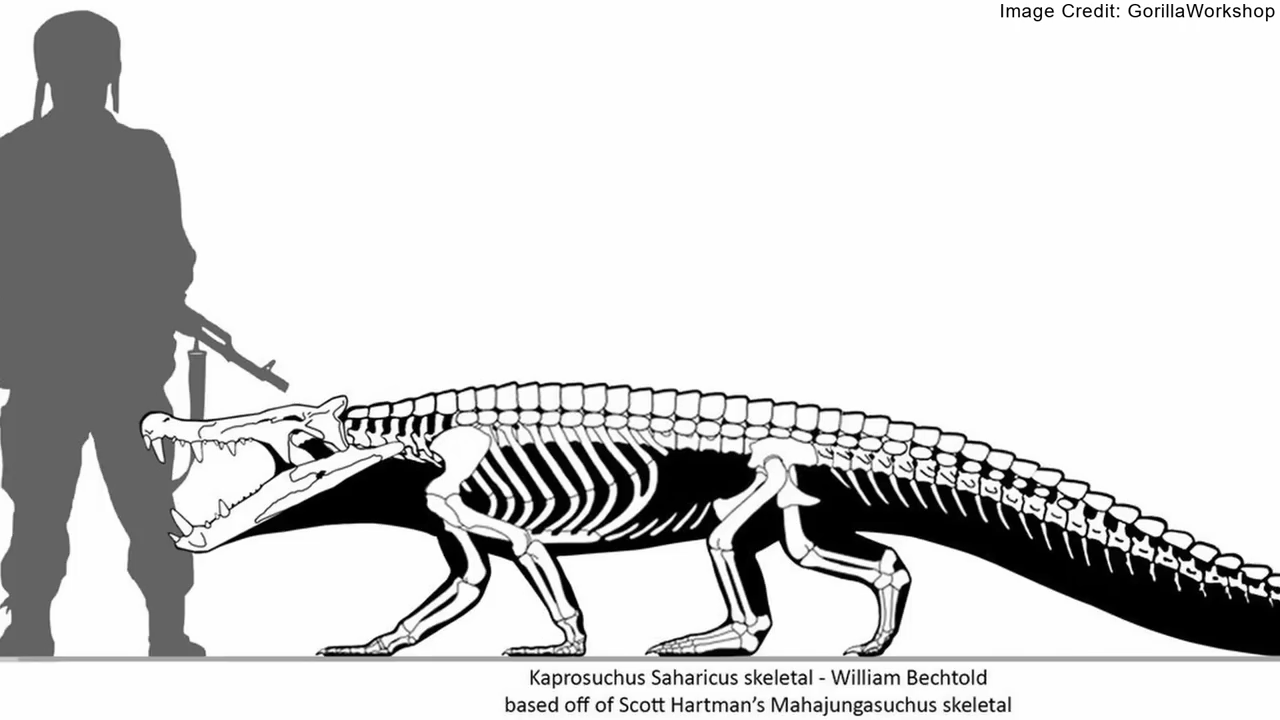 Image Credit: GorillaWorkshop
Kaprosuchus Saharicus skeletal - William Bechtold
based off of Scott Hartman’s Mahajungasuchus skeletal